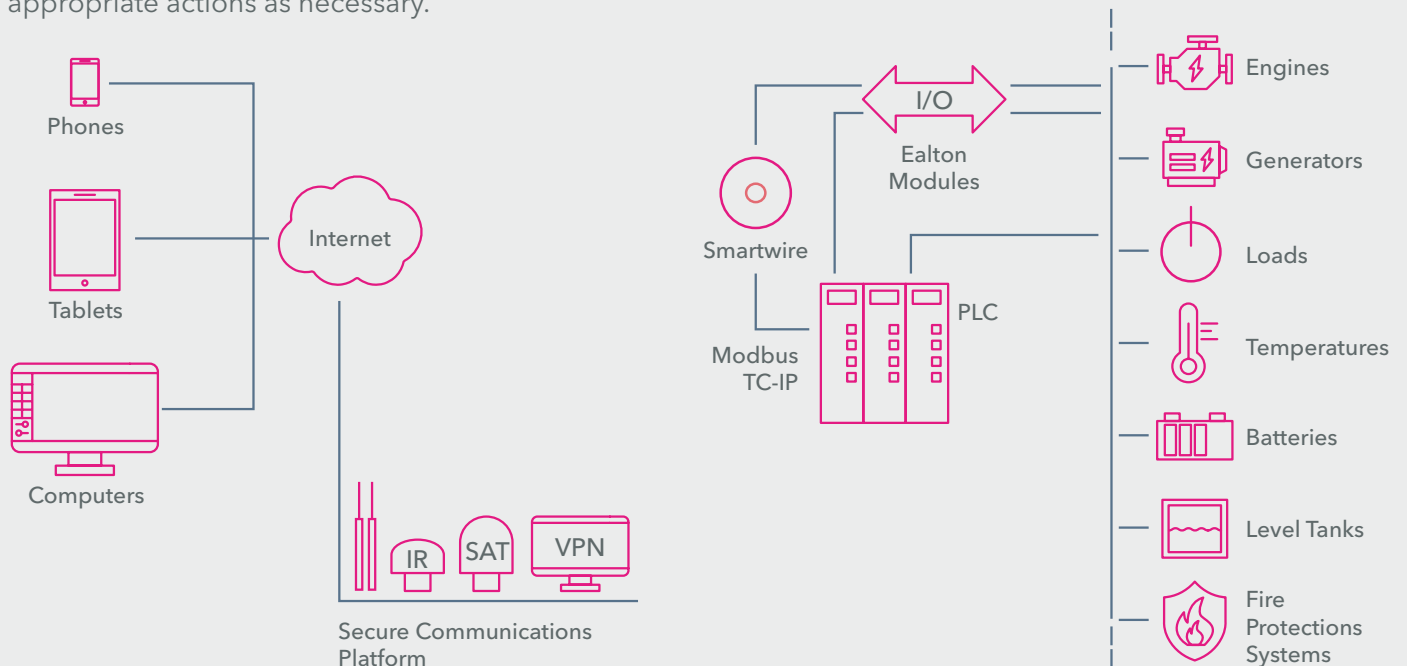 appropriate actions as necessary.
Phones
Tablets
Computers
Internet
IR
SAT
VPN
Secure Communications
Platform
I/O
Ealton
Modules
Smartwire
Modbus
TC-IP
PLC
Engines
Generators
Loads
Temperatures
Batteries
Level Tanks
Fire
Protections
Systems